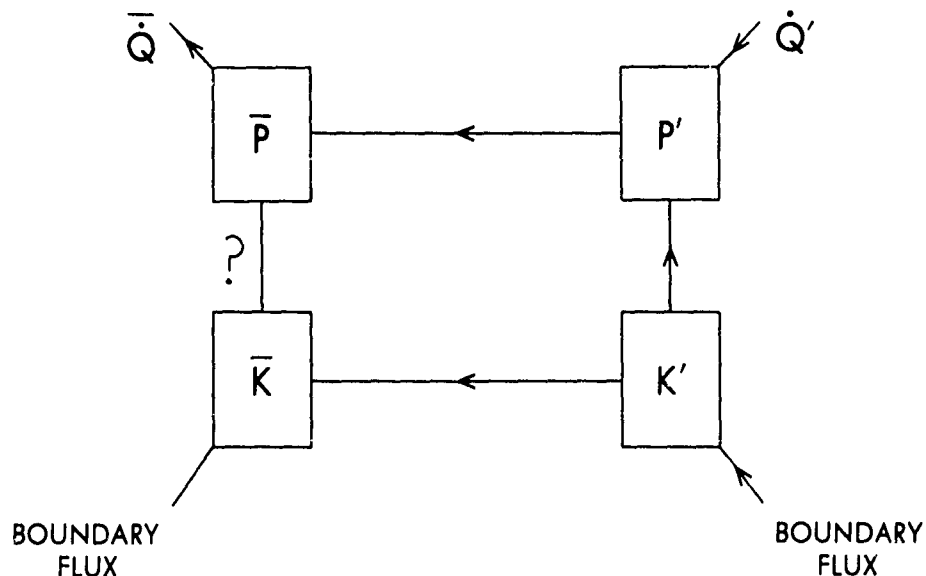 Q̇̅
Q̇′
P̅
P′
?
K̅
K′
BOUNDARY
FLUX
BOUNDARY
FLUX